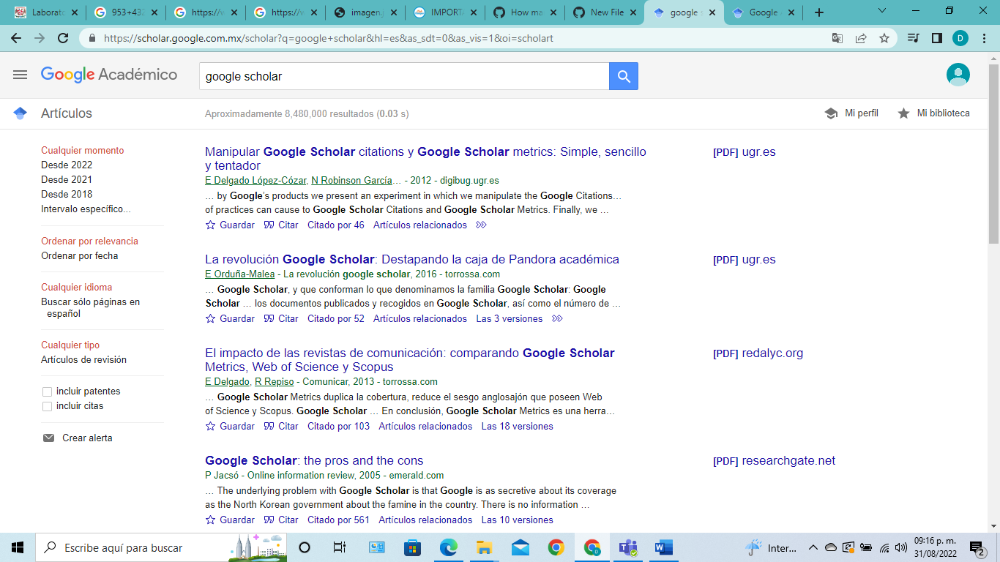 Laborato
953+432
https://w
https://w
imagen.j
IMPORTA
How ma
New File
google s
Google A
https://scholar.google.com.mx/scholar?q=google+scholar&hl=es&as_sdt=0&as_vis=1&oi=scholart
D
Google Académico
google scholar
Artículos
Aproximadamente 8,480,000 resultados (0.03 s)
Mi perfil
Mi biblioteca
Cualquier momento
Desde 2022
Desde 2021
Desde 2018
Intervalo específico...
Ordenar por relevancia
Ordenar por fecha
Cualquier idioma
Buscar sólo páginas en
español
Cualquier tipo
Artículos de revisión
incluir patentes
incluir citas
Crear alerta
Manipular Google Scholar citations y Google Scholar metrics: Simple, sencillo
y tentador
[PDF] ugr.es
E Delgado López-Cózar, N Robinson García… - 2012 - digibug.ugr.es
… by Google's products we present an experiment in which we manipulate the Google Citations…
of practices can cause to Google Scholar Citations and Google Scholar Metrics. Finally, we …
Guardar Citar Citado por 46 Artículos relacionados
La revolución Google Scholar: Destapando la caja de Pandora académica
[PDF] ugr.es
E Orduña-Malea - La revolución google scholar, 2016 - torrossa.com
… Google Scholar, y que conforman lo que denominamos la familia Google Scholar: Google
Scholar … los documentos publicados y recogidos en Google Scholar, así como el número de …
Guardar Citar Citado por 52 Artículos relacionados Las 3 versiones
El impacto de las revistas de comunicación: comparando Google Scholar
Metrics, Web of Science y Scopus
[PDF] redalyc.org
E Delgado, R Repiso - Comunicar, 2013 - torrossa.com
… Google Scholar Metrics duplica la cobertura, reduce el sesgo anglosajón que poseen Web
of Science y Scopus. Google Scholar … En conclusión, Google Scholar Metrics es una herra…
Guardar Citar Citado por 103 Artículos relacionados Las 18 versiones
Google Scholar: the pros and the cons
[PDF] researchgate.net
P Jacsó - Online information review, 2005 - emerald.com
… The underlying problem with Google Scholar is that Google is as secretive about its coverage
as the North Korean government about the famine in the country. There is no information …
Guardar Citar Citado por 561 Artículos relacionados Las 10 versiones
Escribe aquí para buscar
Inter...
09:16 p. m.
31/08/2022
2